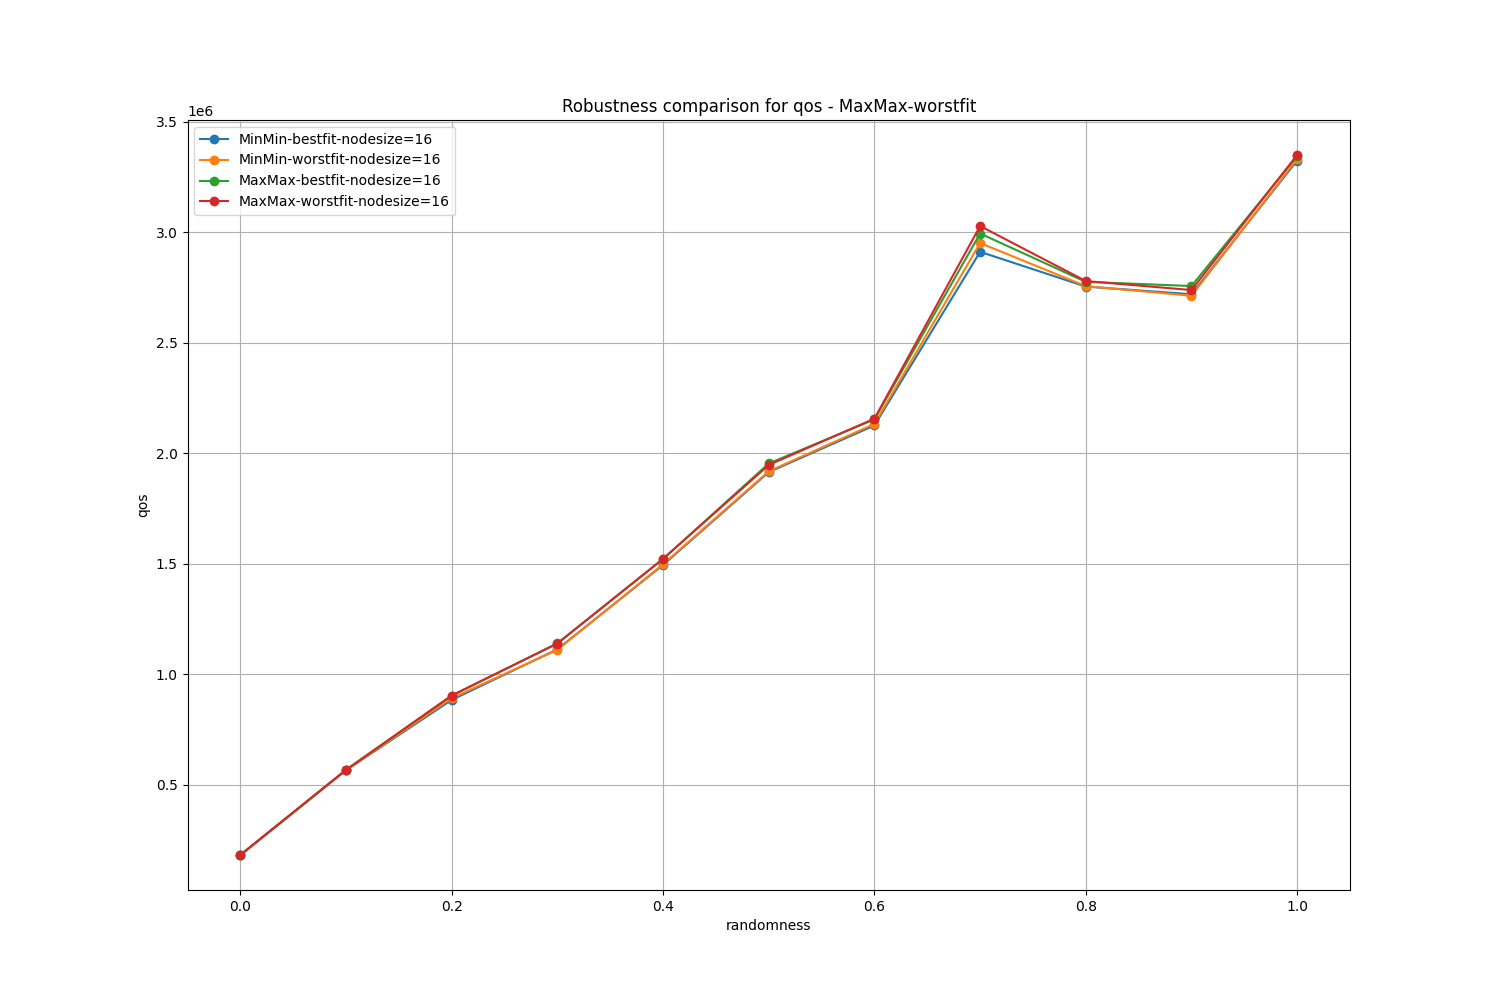 Robustness comparison for qos - MaxMax-worstfit
1e6
3.5
3.0
2.5
2.0
1.5
1.0
0.5
qos
MinMin-bestfit-nodesize=16
MinMin-worstfit-nodesize=16
MaxMax-bestfit-nodesize=16
MaxMax-worstfit-nodesize=16
0.0 0.2 0.4 0.6 0.8 1.0
randomness